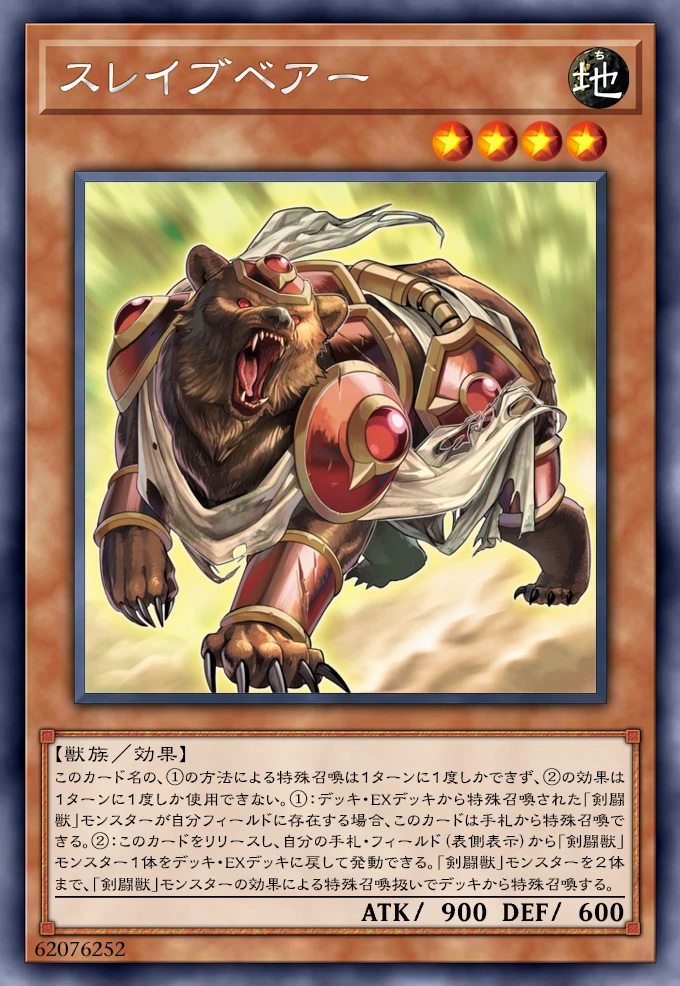 スレイブベアー
ち
地
【獣族／効果】
このカード名の、①の方法による特殊召喚は1ターンに1度しかできず、②の効果は
1ターンに1度しか使用できない。①：デッキ・EXデッキから特殊召喚された「剣闘
獣」モンスターが自分フィールドに存在する場合、このカードは手札から特殊召喚で
きる。②：このカードをリリースし、自分の手札・フィールド（表側表示）から「剣闘獣」
モンスター1体をデッキ・EXデッキに戻して発動できる。「剣闘獣」モンスターを2体
まで、「剣闘獣」モンスターの効果による特殊召喚扱いでデッキから特殊召喚する。
ATK/ 900 DEF/ 600
62076252